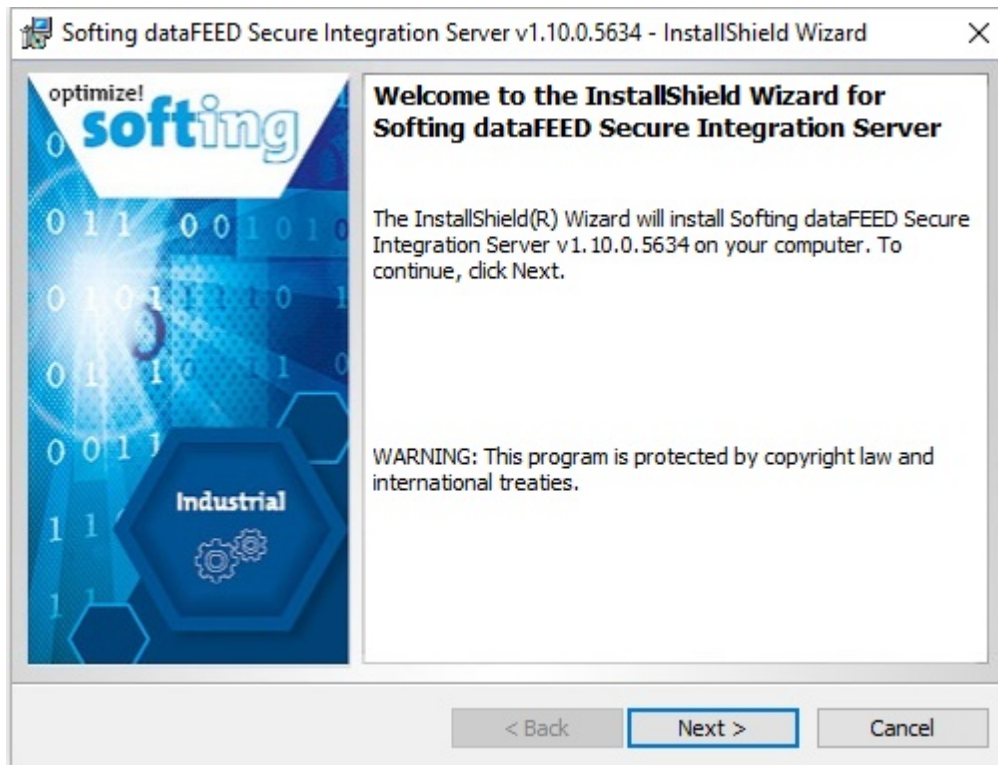 Softing dataFEED Secure Integration Server v1.10.0.5634 - InstallShield Wizard
optimize!
softing
Welcome to the InstallShield Wizard for
Softing dataFEED Secure Integration Server
The InstallShield(R) Wizard will install Softing dataFEED Secure
Integration Server v1.10.0.5634 on your computer. To
continue, click Next.
WARNING: This program is protected by copyright law and
international treaties.
Industrial
< Back
Next >
Cancel